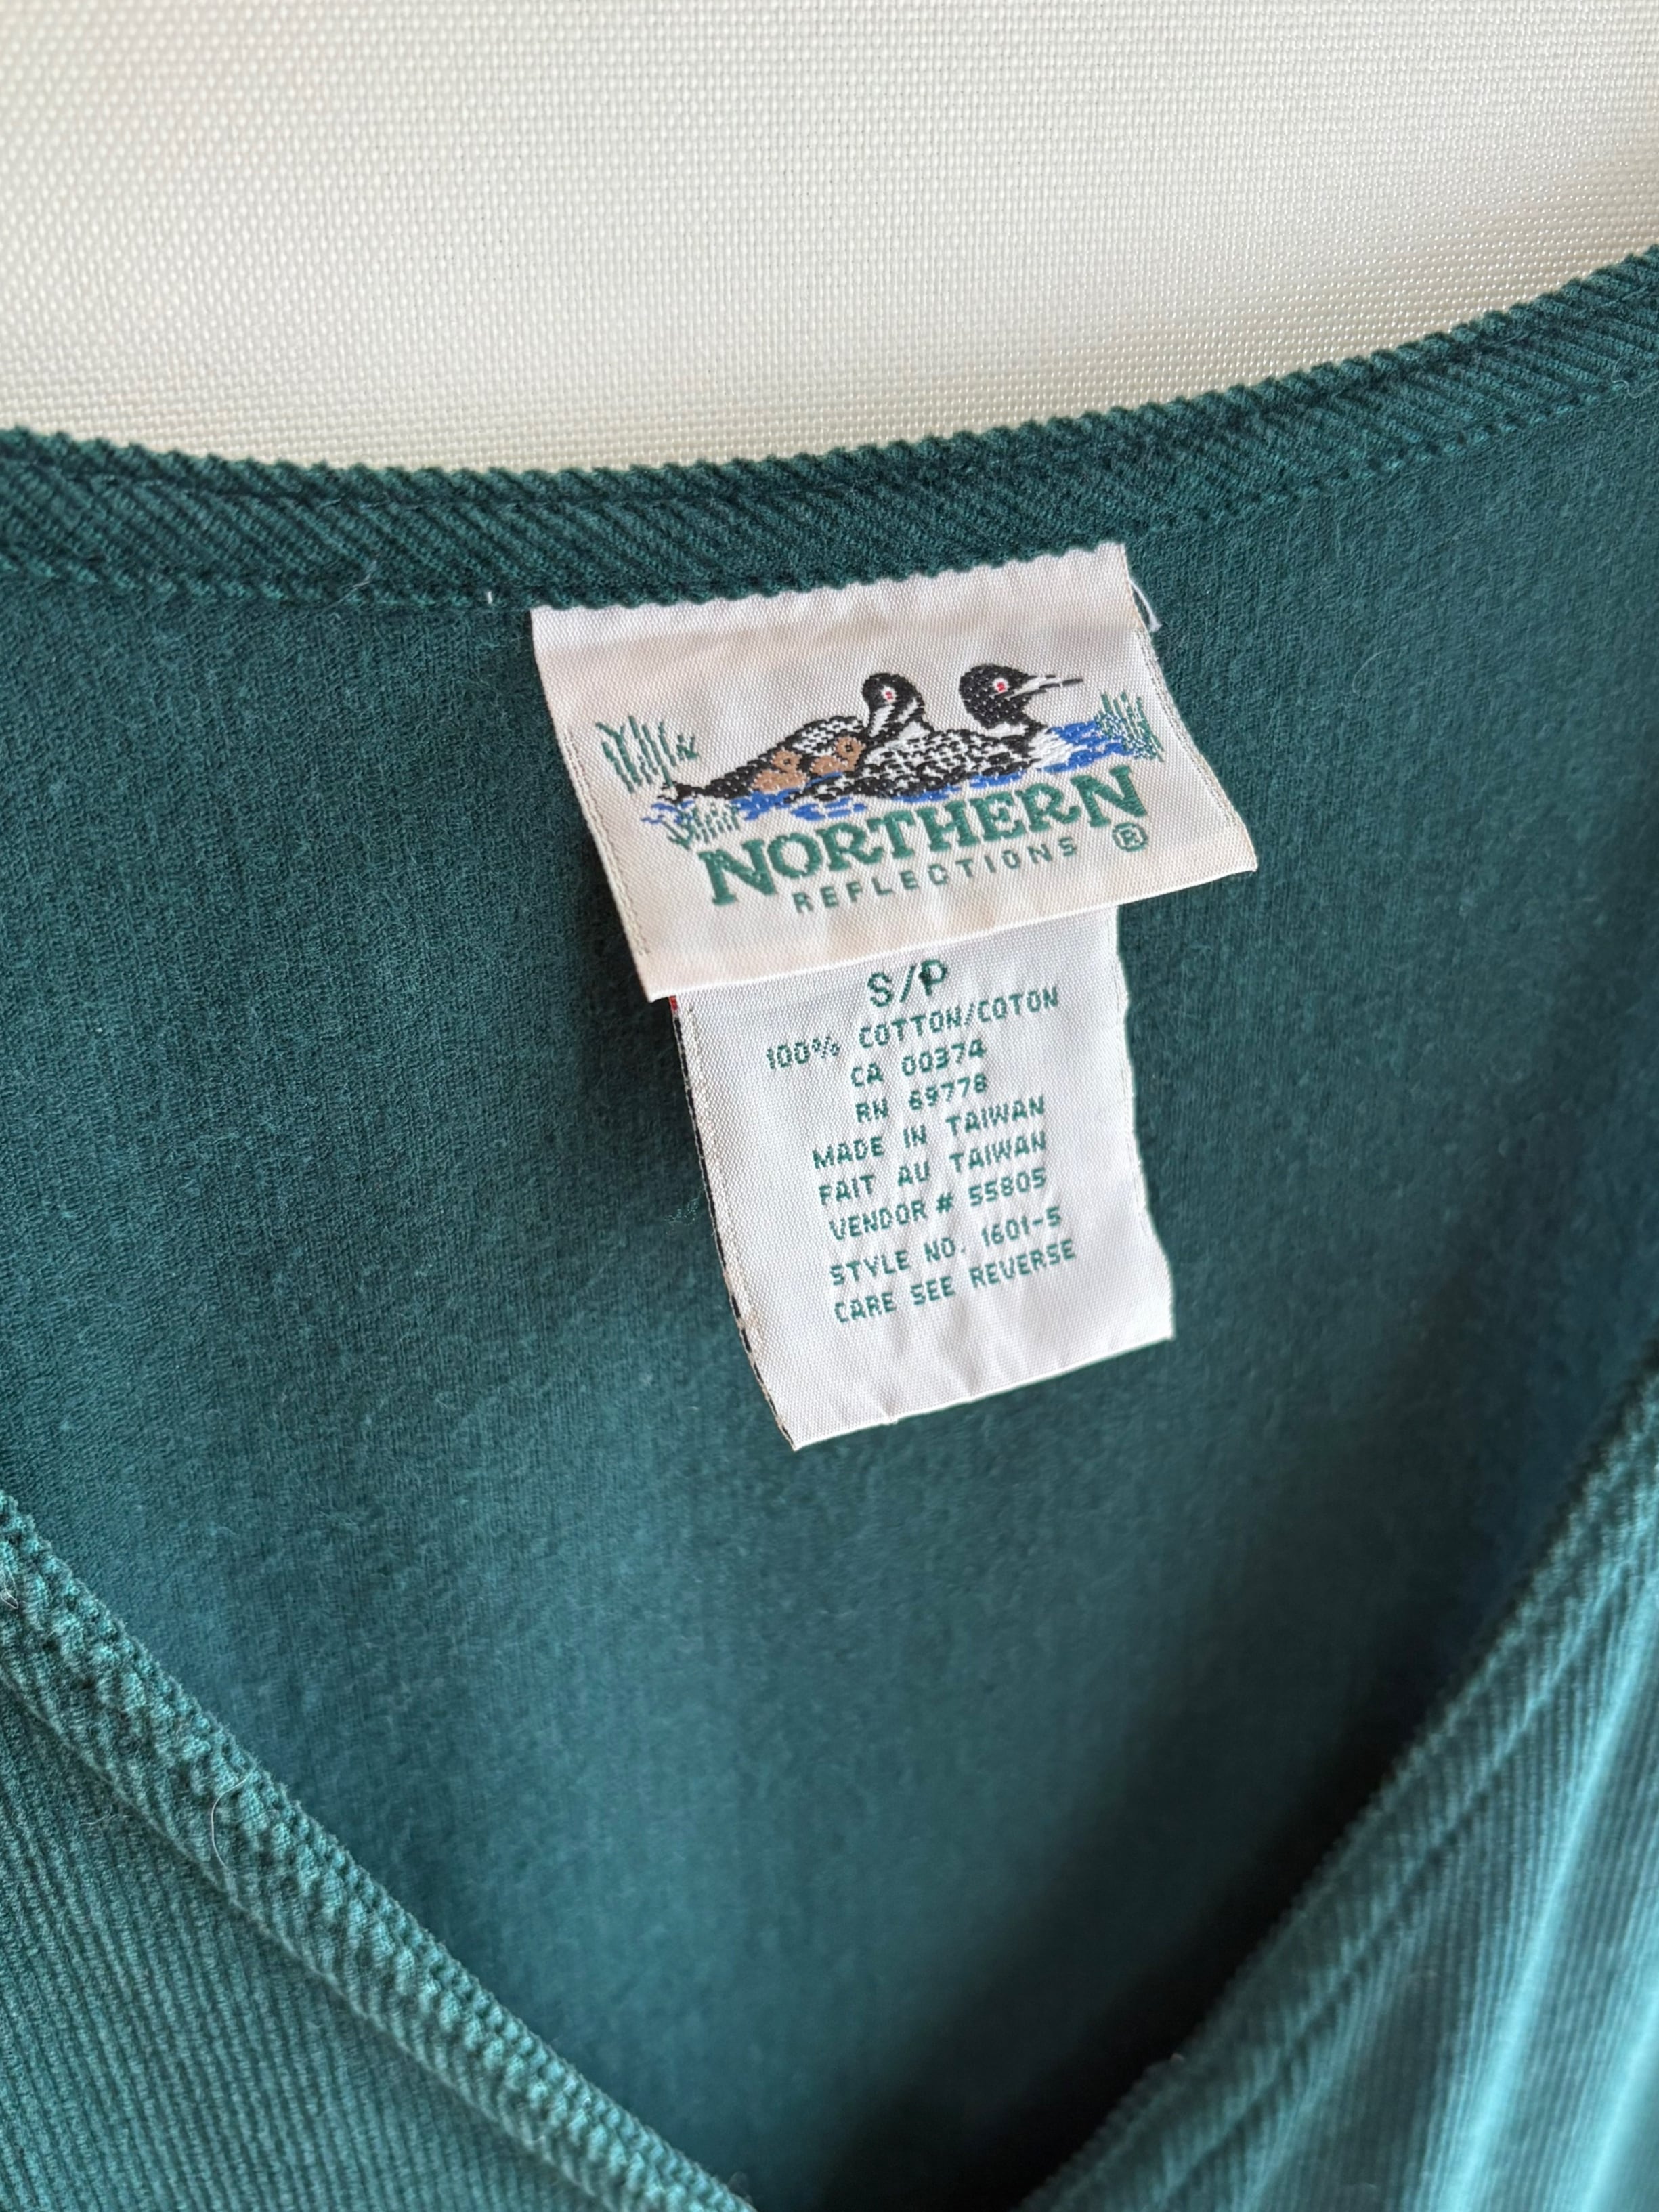 NORTHERN
REFLECTIONS ®
S/P
100% COTTON/COTON
CA 00374
RN 69778
MADE IN TAIWAN
FAIT AU TAIWAN
VENDOR # 55805
STYLE NO. 1601-5
CARE SEE REVERSE